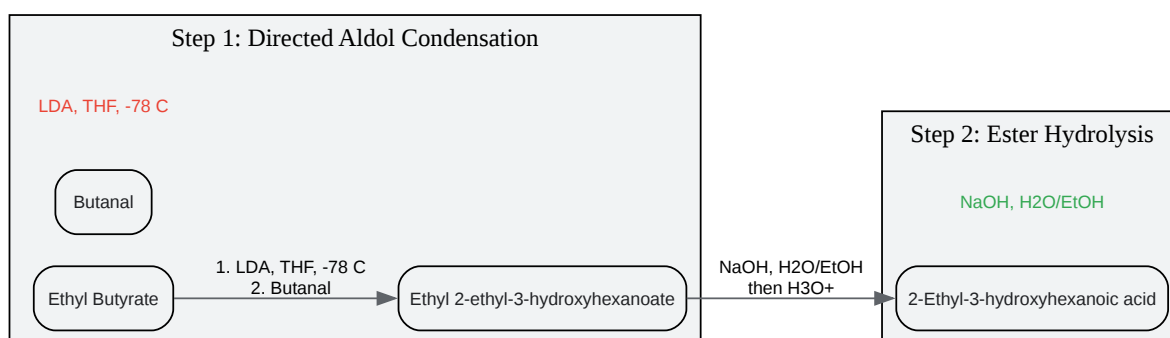 Step 1: Directed Aldol Condensation
LDA, THF, -78 C
Butanal
Ethyl Butyrate
1. LDA, THF, -78 C
2. Butanal
Ethyl 2-ethyl-3-hydroxyhexanoate
NaOH, H2O/EtOH
then H3O+
Step 2: Ester Hydrolysis
NaOH, H2O/EtOH
2-Ethyl-3-hydroxyhexanoic acid